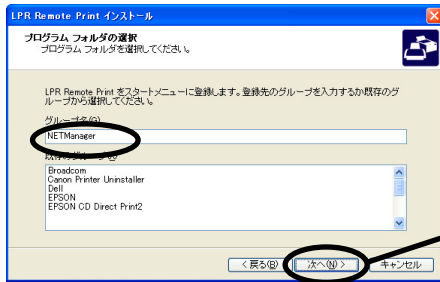 LPR Remote Print インストール
プログラム フォルダの選択
プログラム フォルダを選択してください。
LPR Remote Print をスタートメニューに登録します。登録先のグループを入力するか既存のグ
ループから選択してください。
グループ名(G)
NETManager
既存のグループ(X)
Broadcom
Canon Printer Uninstaller
Dell
EPSON
EPSON CD Direct Print2
< 戻る(B)
次へ(N) >
キャンセル